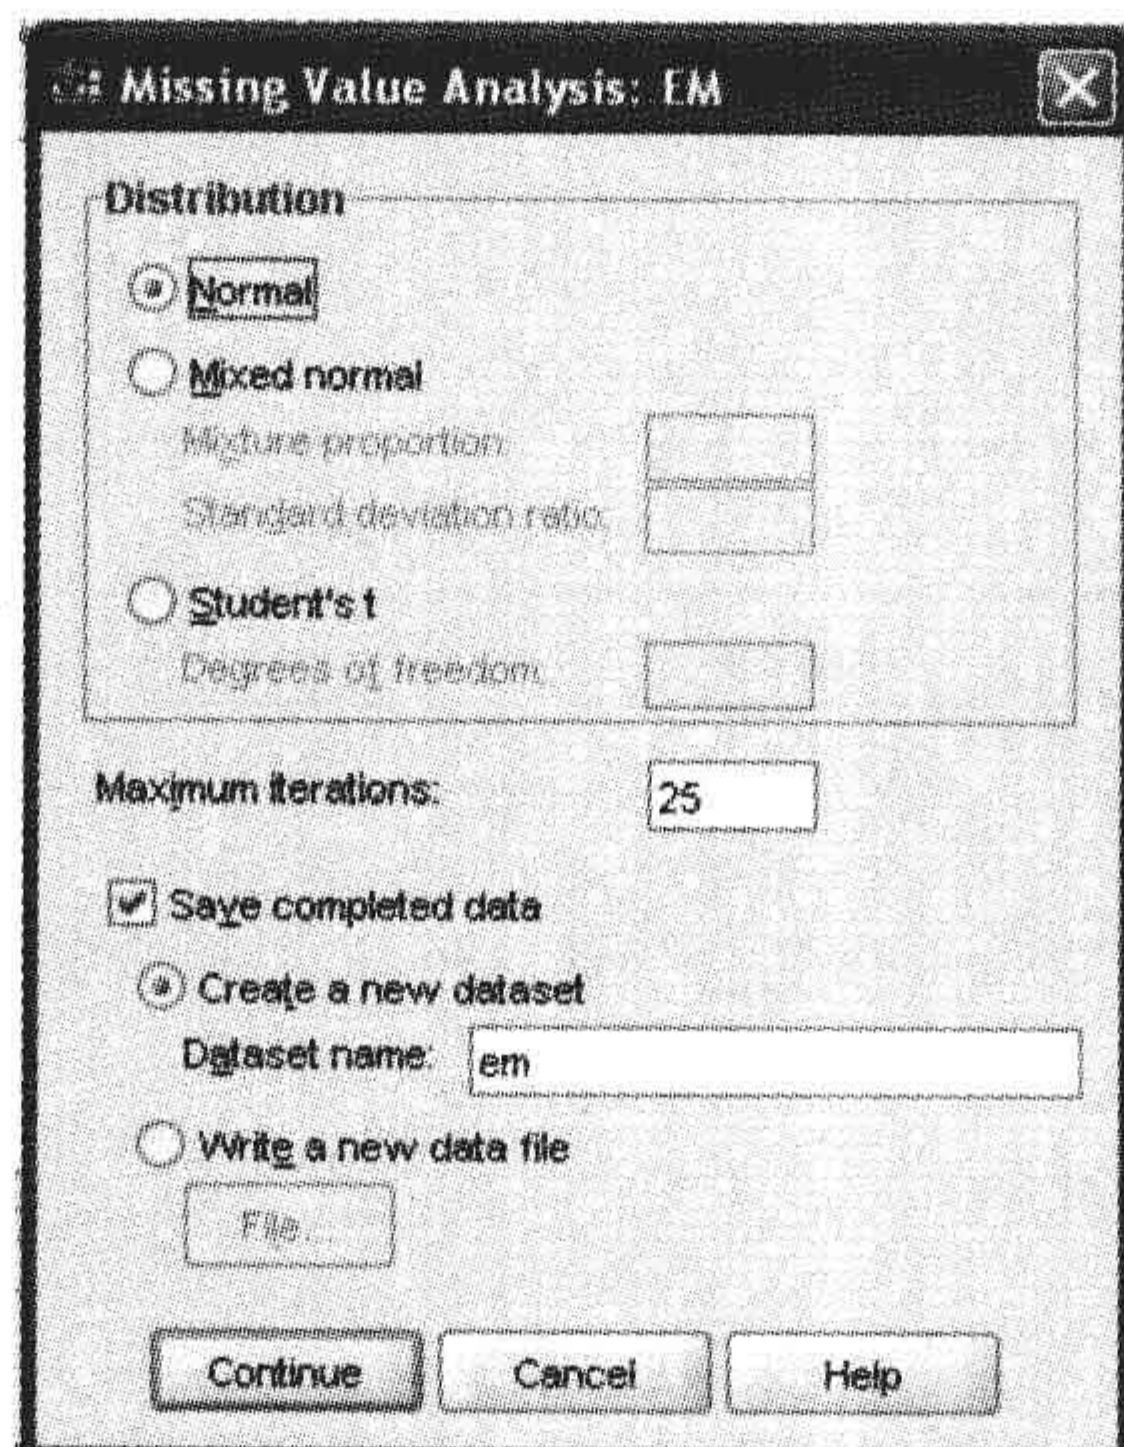 Missing Value Analysis: EM
Distribution
Normal
Mixed normal
Mixture proportion:
Standard deviation ratio:
Student's t
Degrees of freedom:
Maximum iterations: 25
Save completed data
Create a new dataset
Dataset name: em
Write a new data file
File...
Continue Cancel Help